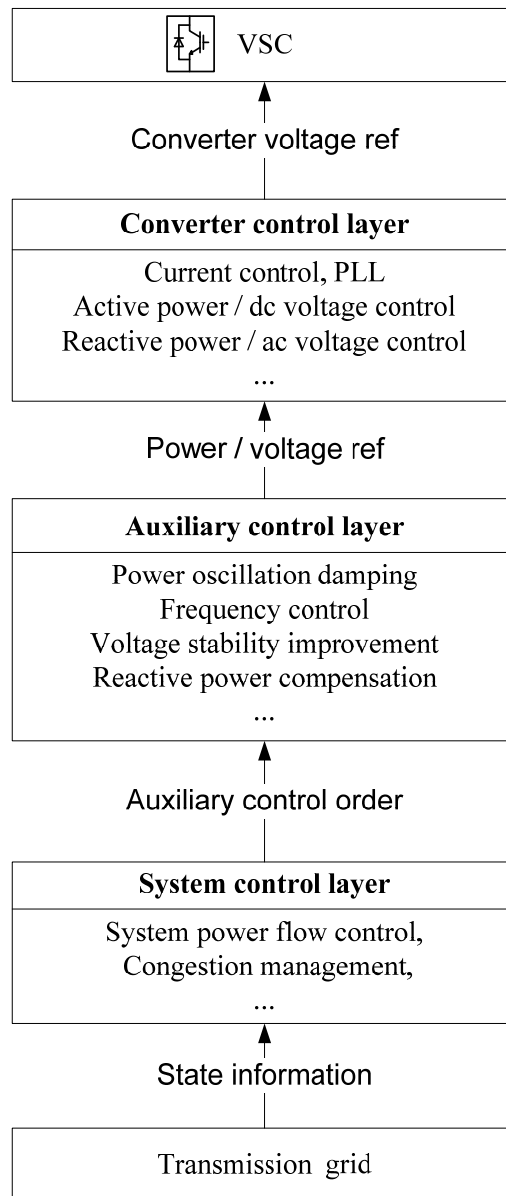 VSC
Converter voltage ref
Converter control layer
Current control, PLL
Active power / dc voltage control
Reactive power / ac voltage control
...
Power / voltage ref
Auxiliary control layer
Power oscillation damping
Frequency control
Voltage stability improvement
Reactive power compensation
...
Auxiliary control order
System control layer
System power flow control,
Congestion management,
...
State information
Transmission grid